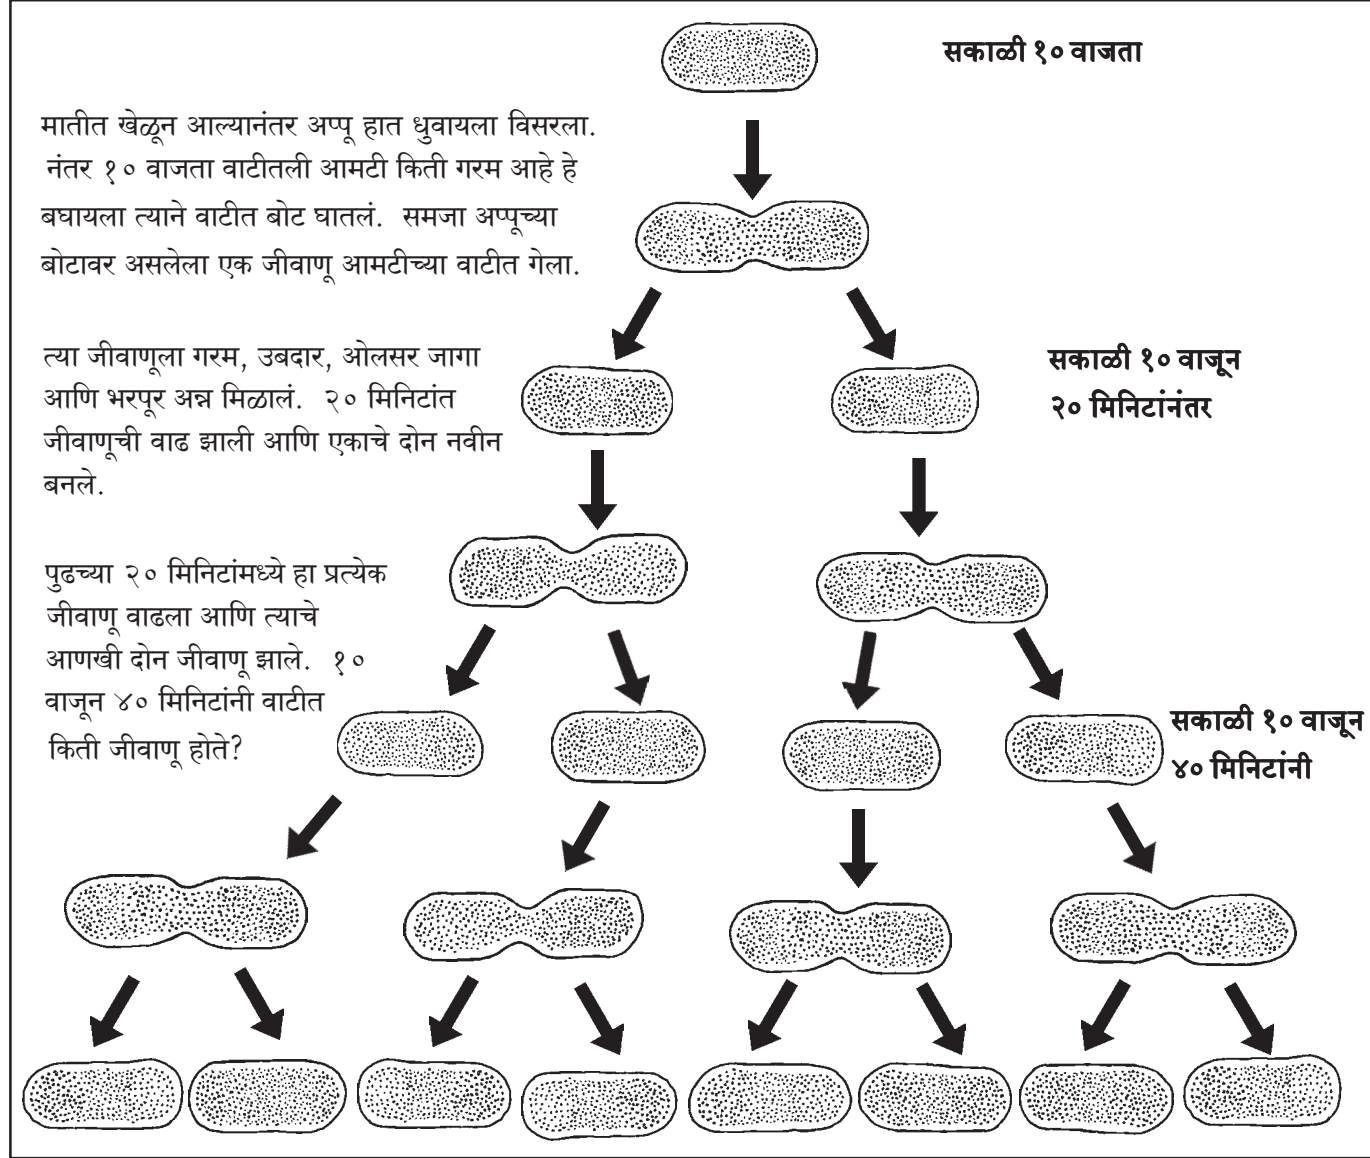 सकाळी १० वाजता
मातीत खेळून आल्यानंतर अप्पू हात धुवायला विसरला.
नंतर १० वाजता वाटीतली आमटी किती गरम आहे हे
बघायला त्याने वाटीत बोट घातलं. समजा अप्पूच्या
बोटावर असलेला एक जीवाणू आमटीच्या वाटीत गेला.
त्या जीवाणूला गरम, उबदार, ओलसर जागा
आणि भरपूर अन्न मिळालं. २० मिनिटांत
जीवाणूची वाढ झाली आणि एकाचे दोन नवीन
बनले.
सकाळी १० वाजून
२० मिनिटांनंतर
पुढच्या २० मिनिटांमध्ये हा प्रत्येक
जीवाणू वाढला आणि त्याचे
आणखी दोन जीवाणू झाले. १०
वाजून ४० मिनिटांनी वाटीत
किती जीवाणू होते?
सकाळी १० वाजून
४० मिनिटांनी